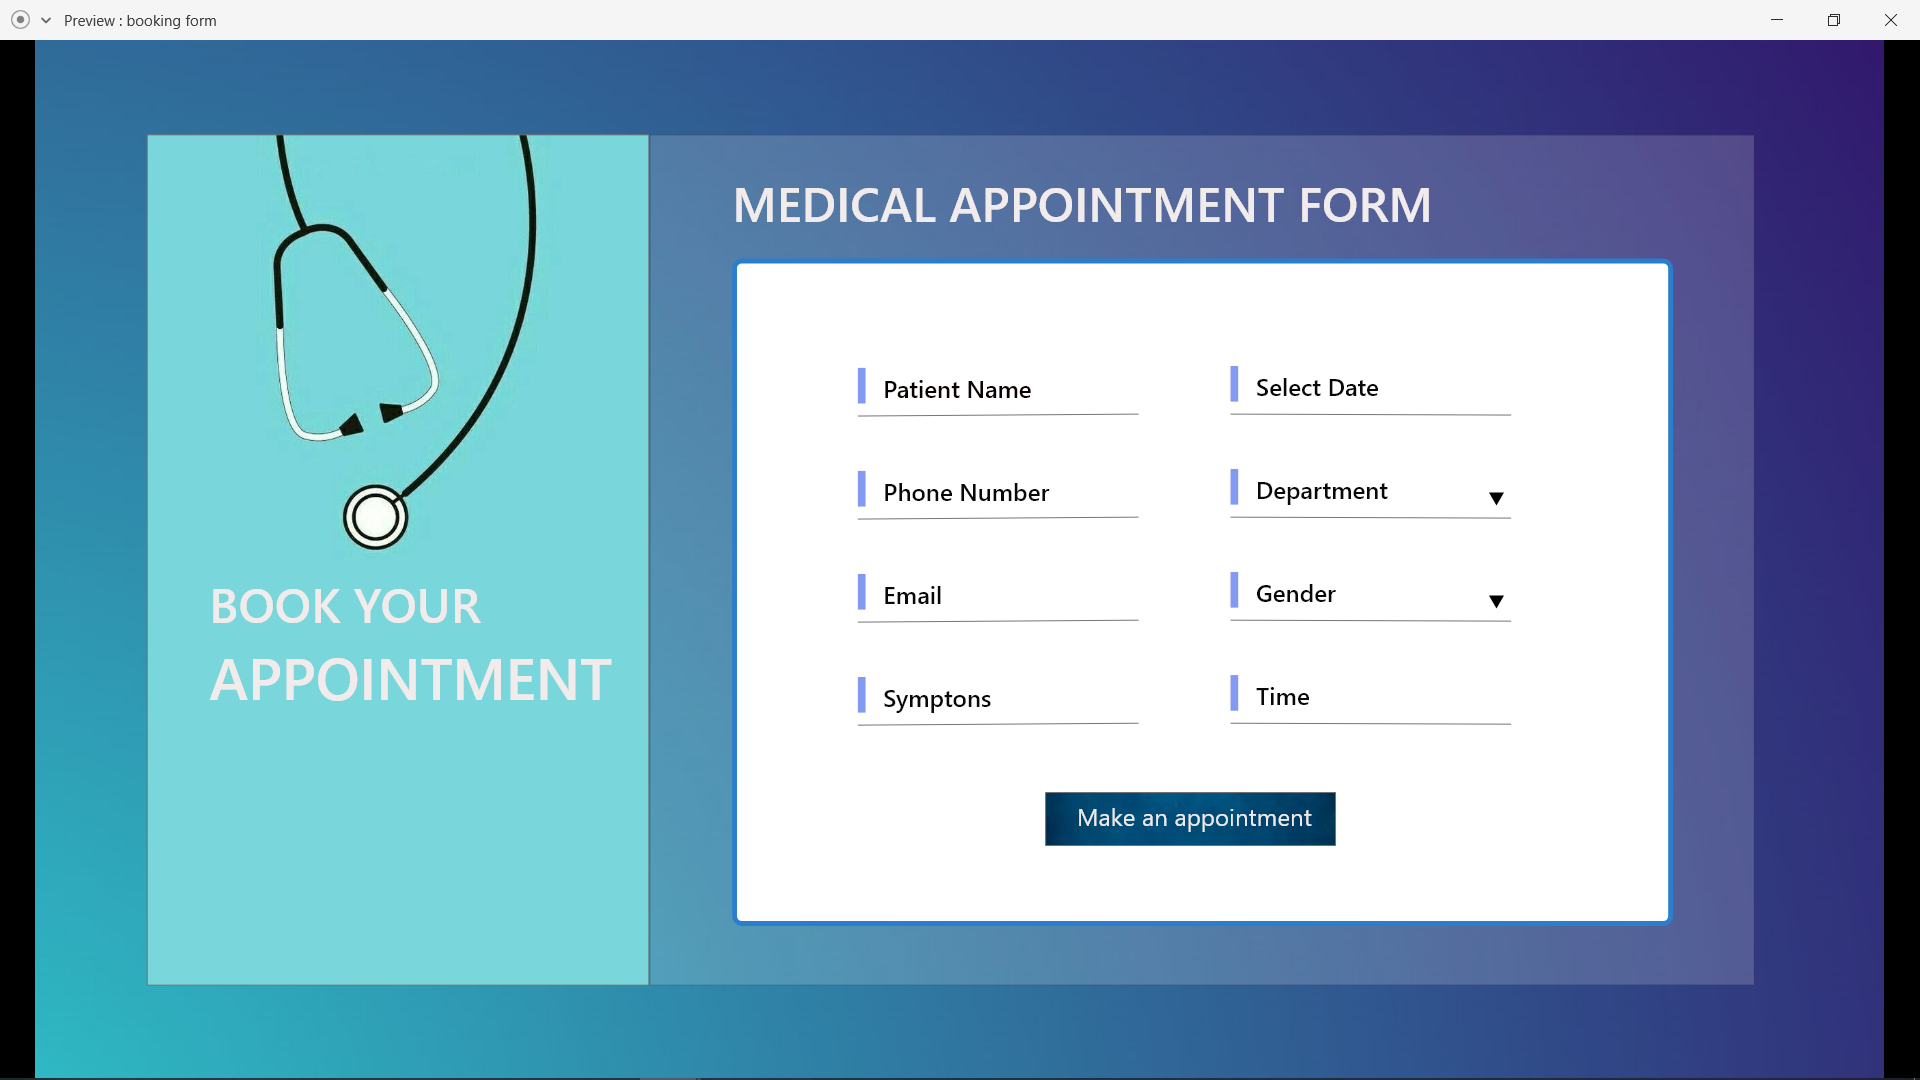 Preview : booking form
BOOK YOUR
APPOINTMENT
MEDICAL APPOINTMENT FORM
Patient Name
Select Date
Phone Number
Department
Email
Gender
Symptons
Time
Make an appointment